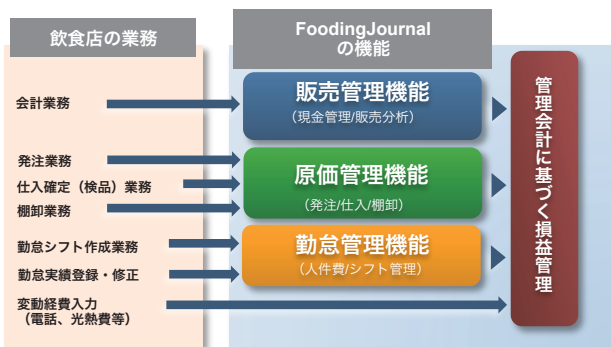 飲食店の業務
FoodingJournal
の機能
会計業務
販売管理機能
（現金管理/販売分析）
発注業務
仕入確定（検品）業務
棚卸業務
原価管理機能
（発注/仕入/棚卸）
勤怠シフト作成業務
勤怠実績登録・修正
勤怠管理機能
（人件費/シフト管理）
変動経費入力
（電話、光熱費等）
管理会計に基づく損益管理